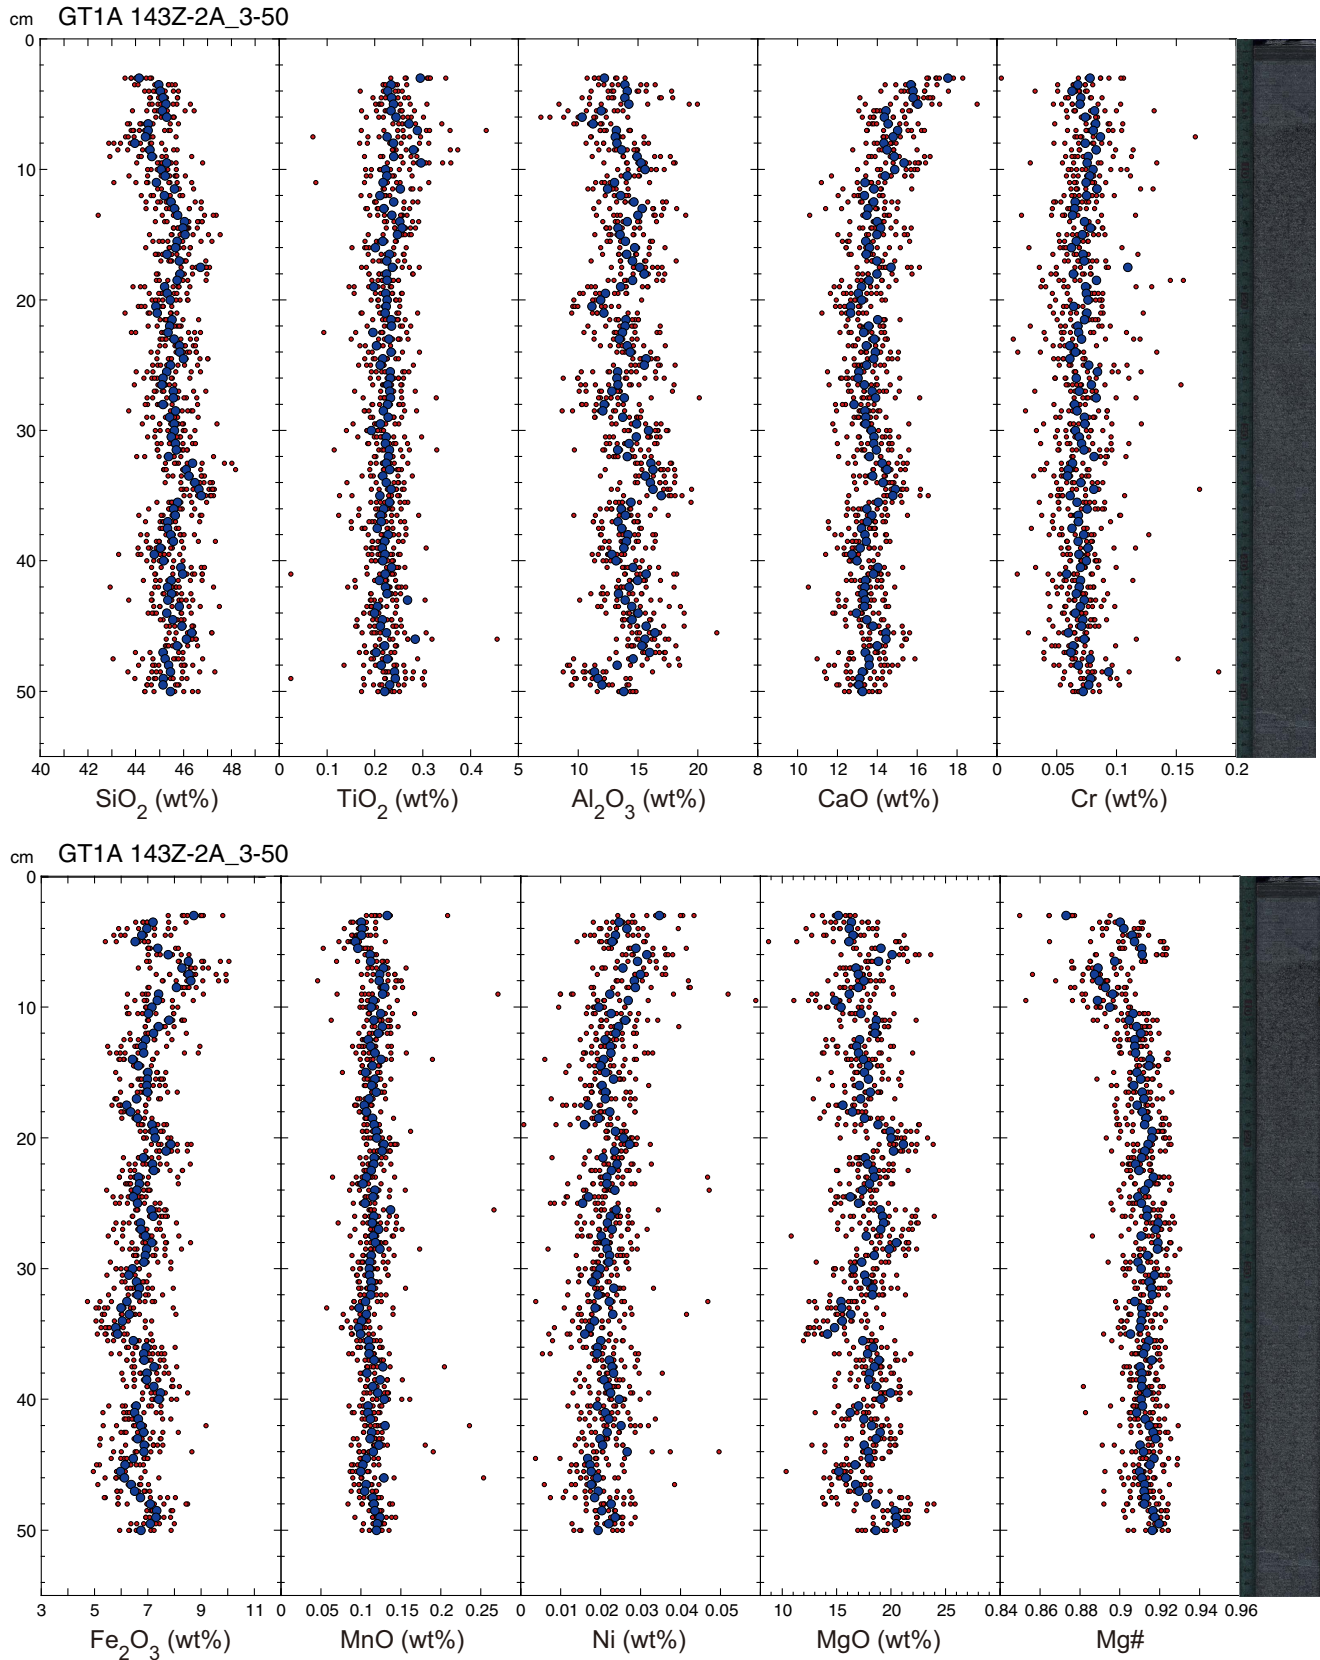 cm GT1A 143Z-2A_3-50
0
10
20
30
40
50
40 42 44 46 48 0 0.1 0.2 0.3 0.4 5 10 15 20 8 10 12 14 16 18 0 0.05 0.1 0.15 0.2
SiO2 (wt%) TiO2 (wt%) Al2O3 (wt%) CaO (wt%) Cr (wt%)
cm GT1A 143Z-2A_3-50
0
10
20
30
40
50
3 5 7 9 11 0 0.05 0.1 0.15 0.2 0.25 0 0.01 0.02 0.03 0.04 0.05 10 15 20 25 0.84 0.86 0.88 0.9 0.92 0.94 0.96
Fe2O3 (wt%) MnO (wt%) Ni (wt%) MgO (wt%) Mg#